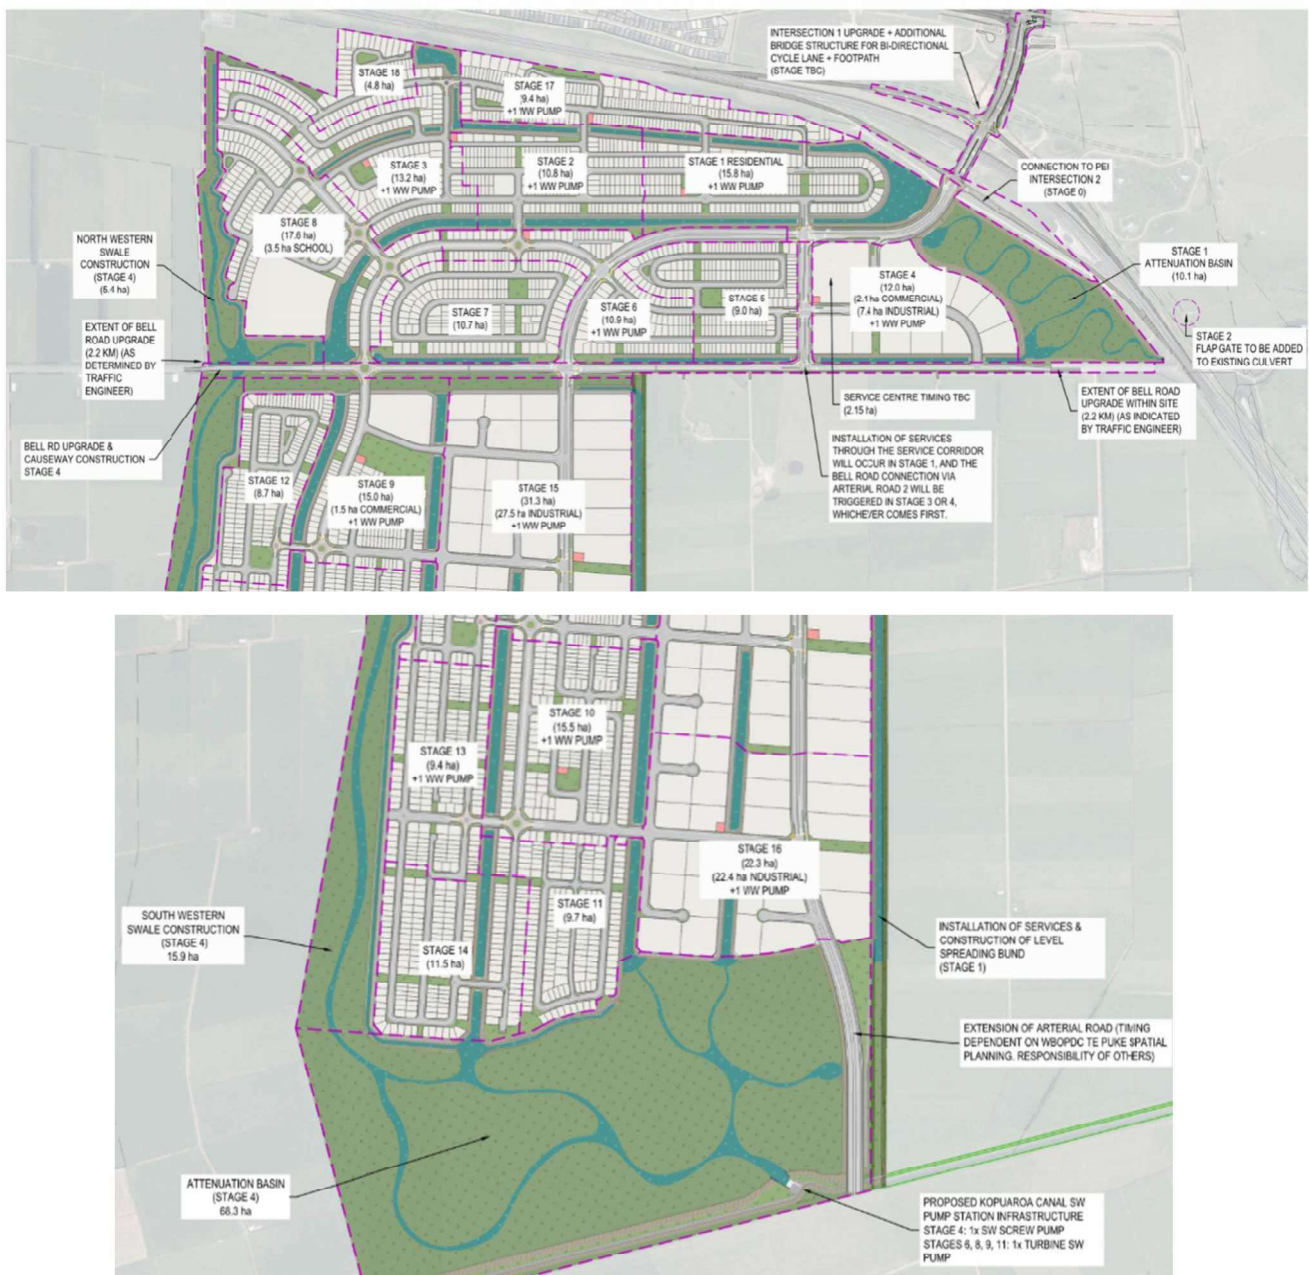 INTERSECTION 1 UPGRADE + ADDITIONAL
BRIDGE STRUCTURE FOR BI-DIRECTIONAL
CYCLE LANE + FOOTPATH
(STAGE TBC)
STAGE 18
(4.8 ha)
STAGE 17
(9.4 ha)
+1 WW PUMP
STAGE 3
(13.2 ha)
+1 WW PUMP
STAGE 2
(10.8 ha)
+1 WW PUMP
STAGE 1 RESIDENTIAL
(15.8 ha)
+1 WW PUMP
CONNECTION TO PEI
INTERSECTION 2
(STAGE 0)
STAGE 8
(17.6 ha)
(3.5 ha SCHOOL)
NORTH WESTERN
SWALE
CONSTRUCTION
(STAGE 4)
(5.4 ha)
STAGE 1
ATTENUATION BASIN
(10.1 ha)
STAGE 7
(10.7 ha)
STAGE 6
(10.9 ha)
+1 WW PUMP
STAGE 5
(9.0 ha)
STAGE 4
(12.0 ha)
(2.1 ha COMMERCIAL)
(7.4 ha INDUSTRIAL)
+1 WW PUMP
STAGE 2
FLAP GATE TO BE ADDED
TO EXISTING CULVERT
EXTENT OF BELL
ROAD UPGRADE
(2.2 KM) (AS
DETERMINED BY
TRAFFIC
ENGINEER)
SERVICE CENTRE TIMING TBC
(2.15 ha)
EXTENT OF BELL ROAD
UPGRADE WITHIN SITE
(2.2 KM) (AS INDICATED
BY TRAFFIC ENGINEER)
BELL RD UPGRADE &
CAUSEWAY CONSTRUCTION
STAGE 4
INSTALLATION OF SERVICES
THROUGH THE SERVICE CORRIDOR
WILL OCCUR IN STAGE 1, AND THE
BELL ROAD CONNECTION VIA
ARTERIAL ROAD 2 WILL BE
TRIGGERED IN STAGE 3 OR 4,
WHICHEVER COMES FIRST.
STAGE 12
(8.7 ha)
STAGE 9
(15.0 ha)
(1.5 ha COMMERCIAL)
+1 WW PUMP
STAGE 15
(31.3 ha)
(27.5 ha INDUSTRIAL)
+1 WW PUMP
STAGE 10
(15.5 ha)
+1 WW PUMP
STAGE 13
(9.4 ha)
+1 WW PUMP
STAGE 16
(22.3 ha)
(22.4 ha INDUSTRIAL)
+1 WW PUMP
STAGE 11
(9.7 ha)
STAGE 14
(11.5 ha)
SOUTH WESTERN
SWALE CONSTRUCTION
(STAGE 4)
15.9 ha
INSTALLATION OF SERVICES &
CONSTRUCTION OF LEVEL
SPREADING BUND
(STAGE 1)
EXTENSION OF ARTERIAL ROAD (TIMING
DEPENDENT ON WBOPDC TE PUKE SPATIAL
PLANNING. RESPONSIBILITY OF OTHERS)
ATTENUATION BASIN
(STAGE 4)
68.3 ha
PROPOSED KOPUAROA CANAL SW
PUMP STATION INFRASTRUCTURE
STAGE 4: 1x SW SCREW PUMP
STAGES 6, 8, 9, 11: 1x TURBINE SW
PUMP